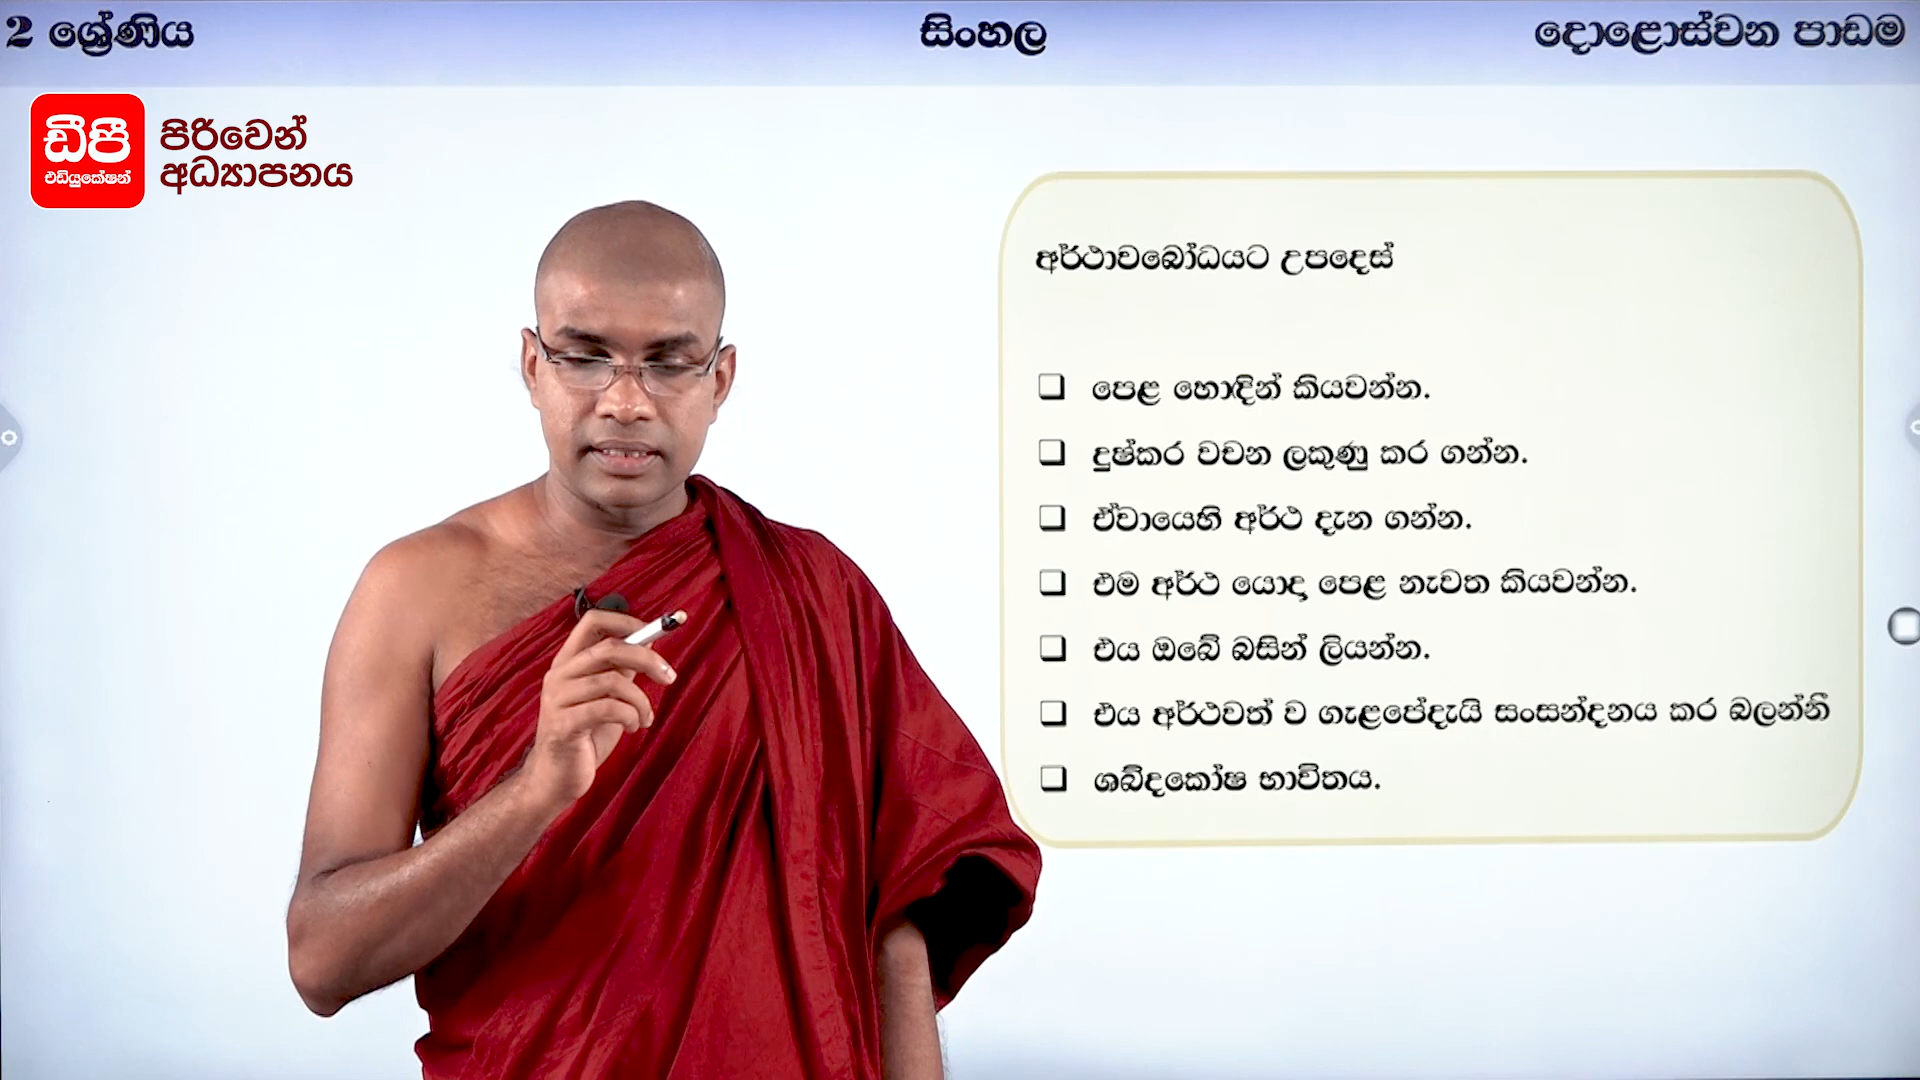 2 ශ්‍රේණිය
සිංහල
දොළොස්වන පාඩම
ඩීපී
එඩියුකේෂන්
පිරිවෙන්
අධ්‍යාපනය
අර්ථාවබෝධයට උපදෙස්
පෙළ හොඳින් කියවන්න.
දුෂ්කර වචන ලකුණු කර ගන්න.
ඒවායෙහි අර්ථ දැන ගන්න.
එම අර්ථ යොදා පෙළ නැවත කියවන්න.
එය ඔබේ බසින් ලියන්න.
එය අර්ථවත් ව ගැළපේදැයි සංසන්දනය කර බලන්නි
ශබ්දකෝෂ භාවිතය.